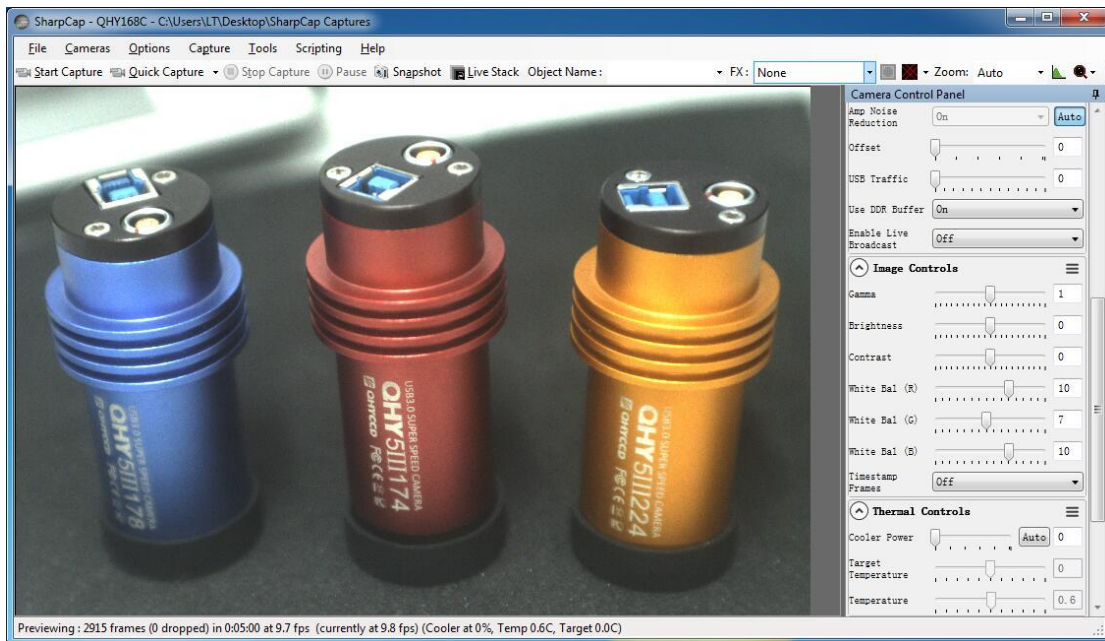 SharpCap - QHY168C - C:\Users\LT\Desktop\SharpCap Captures
File Cameras Options Capture Tools Scripting Help
Start Capture Quick Capture Stop Capture Pause Snapshot Live Stack Object Name : FX : None Zoom: Auto
Camera Control Panel
Amp Noise Reduction On Auto
Offset 0
USB Traffic 0
Use DDR Buffer On
Enable Live Broadcast Off
Image Controls
Gamma 1
Brightness 0
Contrast 0
White Bal (R) 10
White Bal (G) 7
White Bal (B) 10
Timestamp Frames Off
Thermal Controls
Cooler Power Auto 0
Target Temperature 0
Temperature 0.6
USB3.0 SUPER SPEED CAMERA
QHY5III178
QHYCCD
USB3.0 SUPER SPEED CAMERA
QHY5III174
QHYCCD
USB3.0 SUPER SPEED CAMERA
QHY5III224
QHYCCD
Previewing : 2915 frames (0 dropped) in 0:05:00 at 9.7 fps (currently at 9.8 fps) (Cooler at 0%, Temp 0.6C, Target 0.0C)